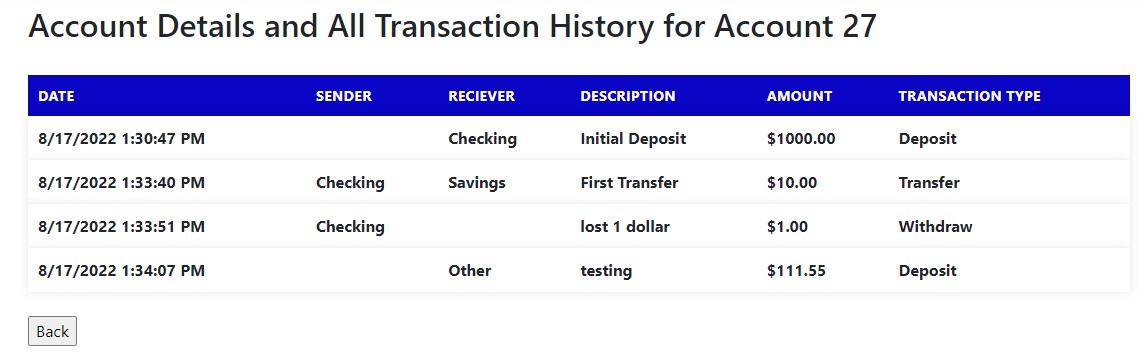 Account Details and All Transaction History for Account 27
DATE SENDER RECIEVER DESCRIPTION AMOUNT TRANSACTION TYPE
8/17/2022 1:30:47 PM Checking Initial Deposit $1000.00 Deposit
8/17/2022 1:33:40 PM Checking Savings First Transfer $10.00 Transfer
8/17/2022 1:33:51 PM Checking lost 1 dollar $1.00 Withdraw
8/17/2022 1:34:07 PM Other testing $111.55 Deposit
Back